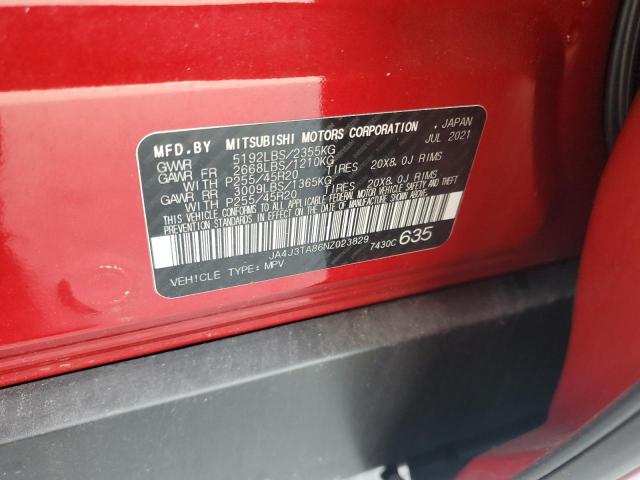 MFD.BY MITSUBISHI MOTORS CORPORATION . JAPAN
JUL 2021
GVWR 5192LBS/2355KG
GAWR FR 2668LBS/1210KG
WITH P255/45R20 TIRES 20X8.0J RIMS
GAWR RR 3009LBS/1365KG
WITH P255/45R20 TIRES 20X8.0J RIMS
THIS VEHICLE CONFORMS TO ALL APPLICABLE FEDERAL MOTOR VEHICLE SAFETY AND THEFT
PREVENTION STANDARDS IN EFFECT ON THE DATE OF MANUFACTURE SHOWN ABOVE.
JA4J3TA86NZ023829
7430C 635
VEHICLE TYPE: MPV